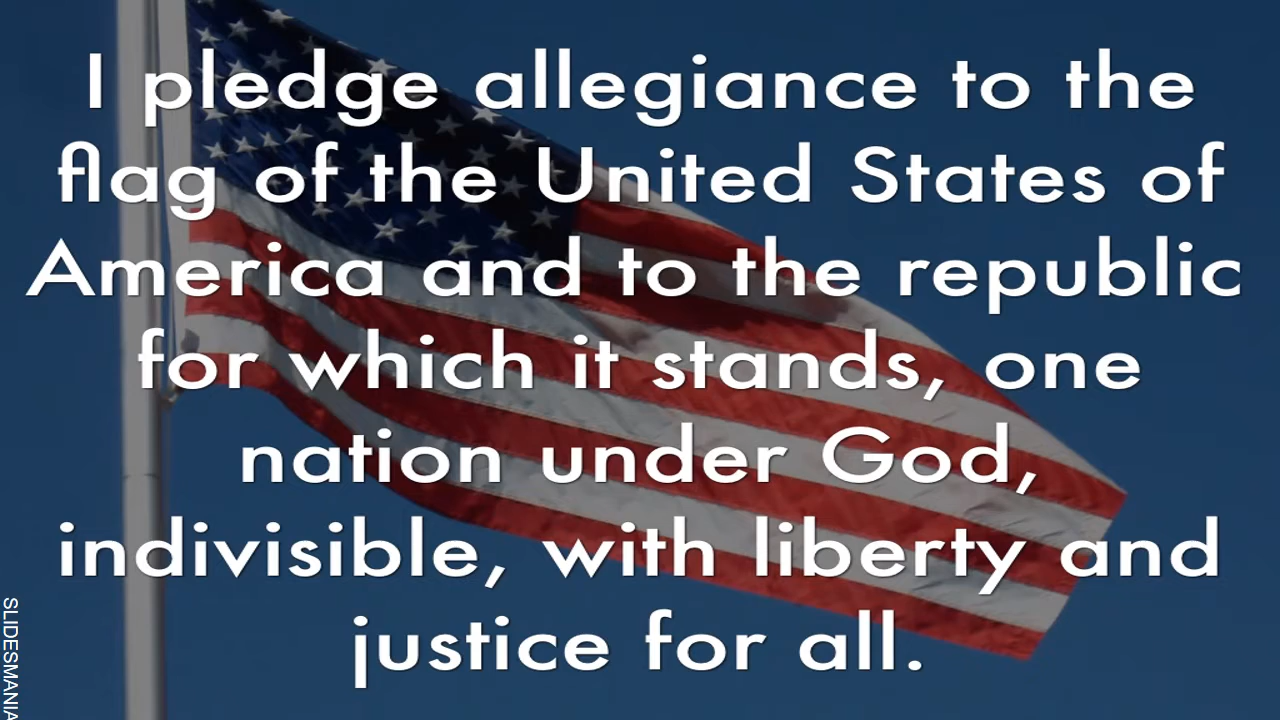 I pledge allegiance to the
flag of the United States of
America and to the republic
for which it stands, one
nation under God,
indivisible, with liberty and
justice for all.
SLIDESMANIA